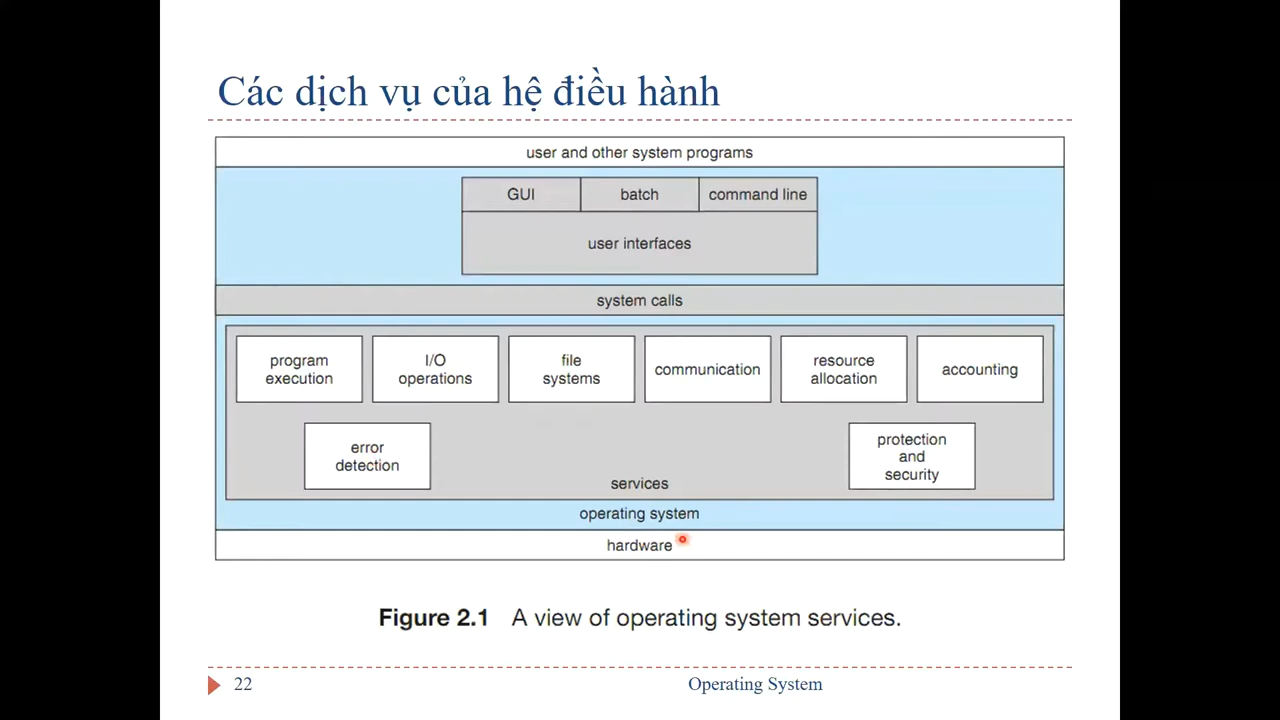 Các dịch vụ của hệ điều hành
user and other system programs
GUI
batch
command line
user interfaces
system calls
program
execution
I/O
operations
file
systems
communication
resource
allocation
accounting
error
detection
protection
and
security
services
operating system
hardware
Figure 2.1 A view of operating system services.
22
Operating System